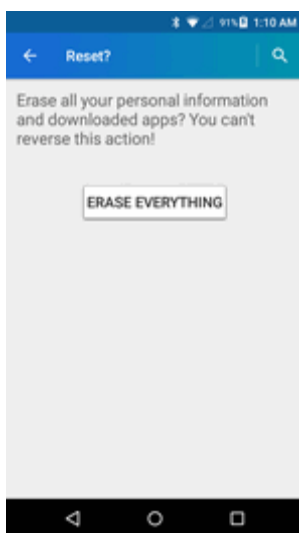 91% 1:10 AM
Reset?
Erase all your personal information
and downloaded apps? You can't
reverse this action!
ERASE EVERYTHING